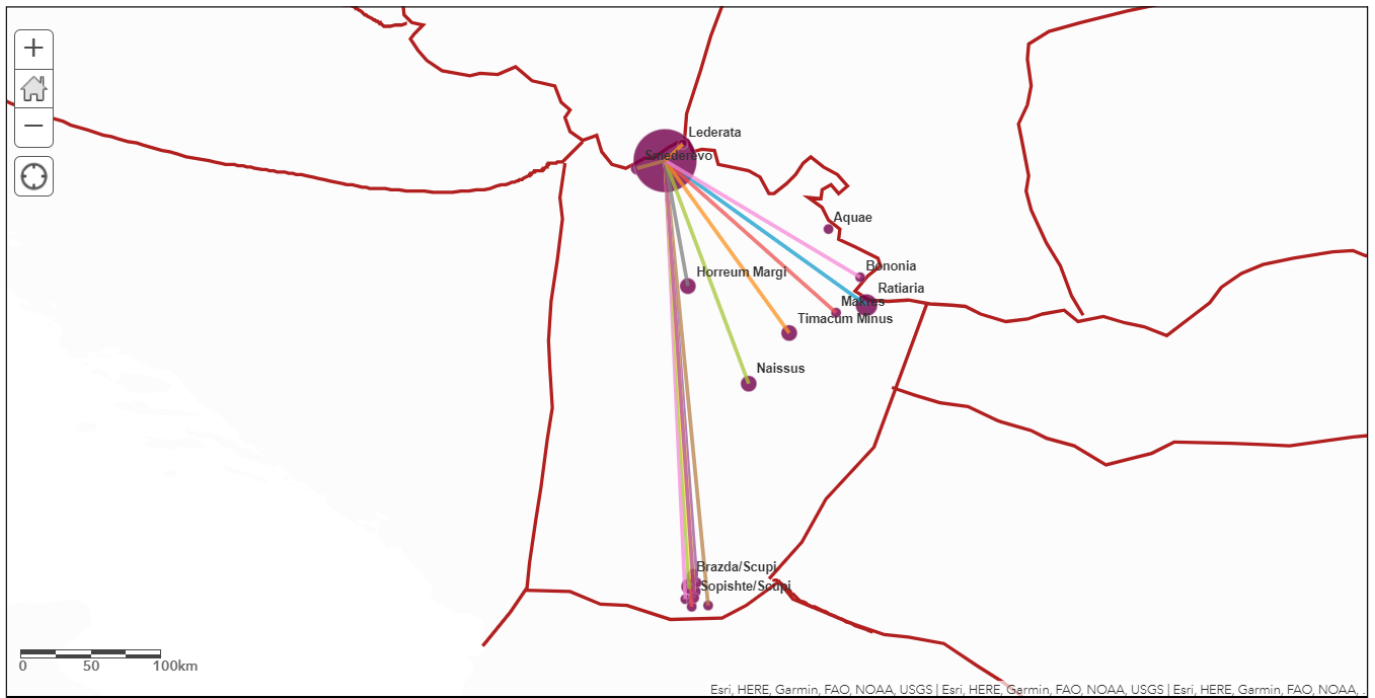 +
−
Lederata
Smederevo
Aquae
Bononia
Horreum Margi
Ratiaria
Makres
Timacum Minus
Naissus
Brazda/Scupi
Sopishte/Scupi
0 50 100km
Esri, HERE, Garmin, FAO, NOAA, USGS | Esri, HERE, Garmin, FAO, NOAA, USGS | Esri, HERE, Garmin, FAO, NOAA, ..